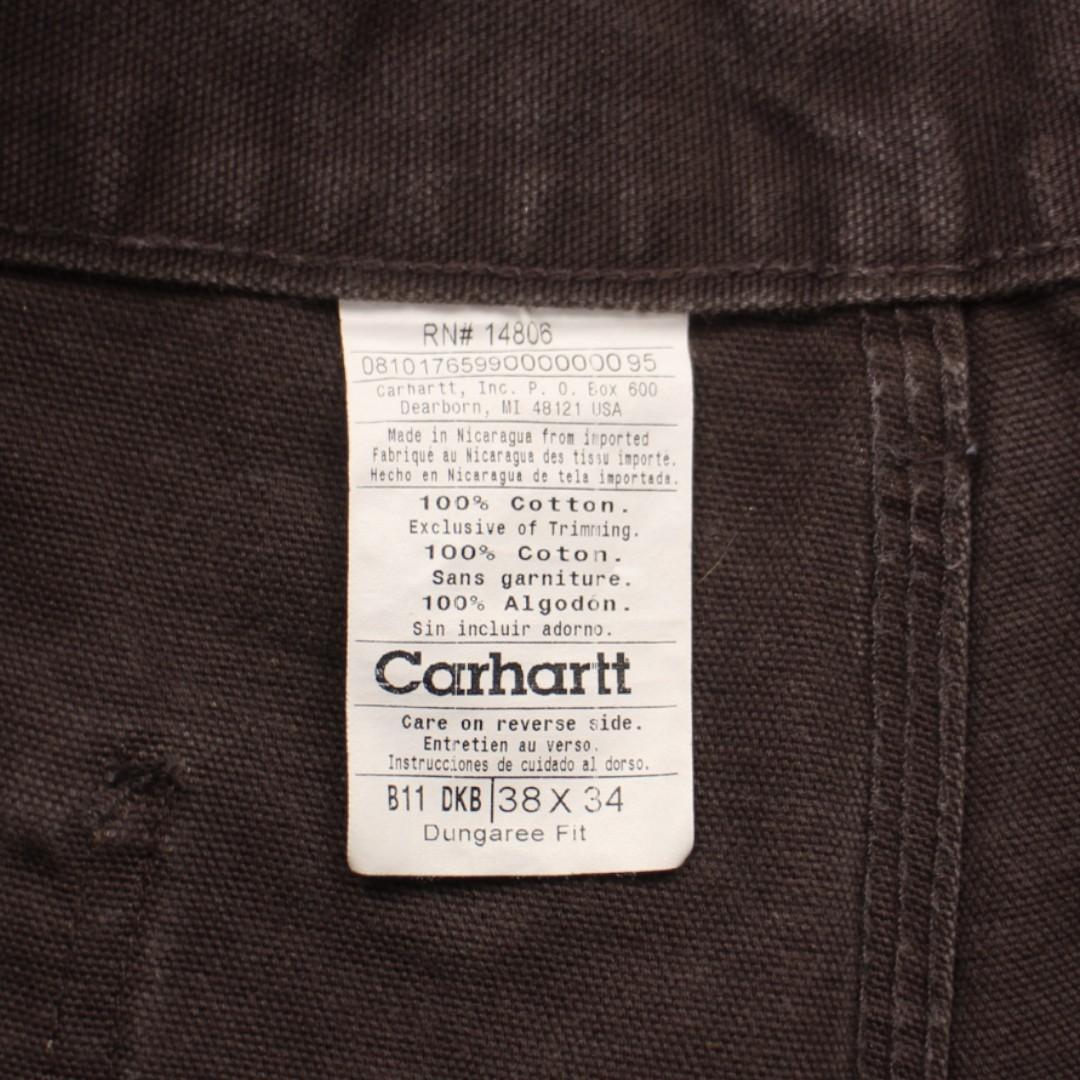 RN# 14806
0810176599000000095
Carhartt, Inc. P. O. Box 600
Dearborn, MI 48121 USA
Made in Nicaragua from imported
Fabriqué au Nicaragua des tissu importé.
Hecho en Nicaragua de tela importada.
100% Cotton.
Exclusive of Trimming.
100% Coton.
Sans garniture.
100% Algodón.
Sin incluir adorno.
Carhartt
Care on reverse side.
Entretien au verso.
Instrucciones de cuidado al dorso.
B11 DKB 38 X 34
Dungaree Fit